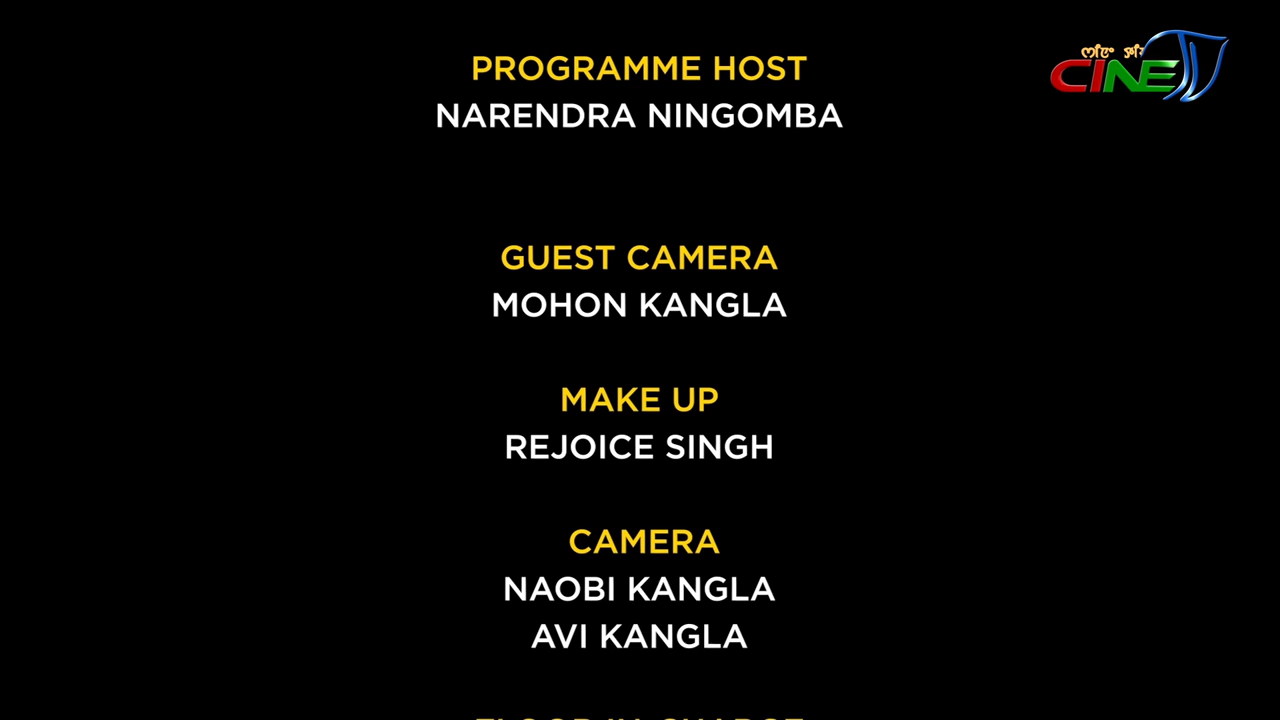 PROGRAMME HOST
NARENDRA NINGOMBA
CINE
GUEST CAMERA
MOHON KANGLA
MAKE UP
REJOICE SINGH
CAMERA
NAOBI KANGLA
AVI KANGLA